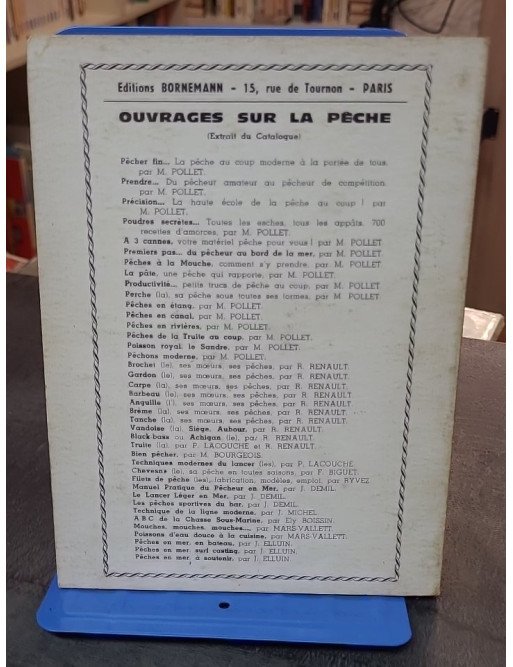 Editions BORNEMANN - 15, rue de Tournon - PARIS
OUVRAGES SUR LA PÊCHE
(Extrait du Catalogue)
Pêcher fin... La pêche au coup moderne à la portée de tous,
par M. POLLET.
Prendre... Du pêcheur amateur au pêcheur de compétition,
par M. POLLET.
Précision... La haute école de la pêche au coup ! par
M. POLLET.
Poudres secrètes... Toutes les esches, tous les appâts, 700
recettes d'amorces, par M. POLLET.
A 3 cannes, votre matériel pêche pour vous ! par M. POLLET
Premiers pas... du pêcheur au bord de la mer, par M. POLLET
Pêches à la Mouche, comment s'y prendre, par M. POLLET.
La pâte, une pêche qui rapporte, par M. POLLET.
Productivité... petits trucs de pêche au coup, par M. POLLET
Perche (la), sa pêche sous toutes ses formes, par M. POLLET
Pêches en étang, par M. POLLET.
Pêches en canal, par M. POLLET.
Pêches en rivières, par M. POLLET.
Pêches de la Truite au coup, par M. POLLET.
Poisson royal, le Sandre, par M. POLLET.
Pêchons moderne, par M. POLLET.
Brochet (le), ses mœurs, ses pêches, par R. RENAULT.
Gardon (le), ses mœurs, ses pêches, par R. RENAULT.
Carpe (la), ses mœurs, ses pêches, par R. RENAULT.
Barbeau (le), ses mœurs, ses pêches, par R. RENAULT.
Anguille (l'), ses mœurs, ses pêches, par R. RENAULT.
Brème (la), ses mœurs, ses pêches, par R. RENAULT.
Tanche (la), ses mœurs, ses pêches, par R. RENAULT.
Vandoise (la), Siège, Aubour, par R. RENAULT.
Black-bass ou Achigan (le), par R. RENAULT.
Truite (la), par P. LACOUCHE et R. RENAULT.
Bien pêcher, par M. BOURGEOIS.
Techniques modernes du lancer (les), par P. LACOUCHE
Chevesne (le), sa pêche en toutes saisons, par F. BIGUET.
Filets de pêche (les), fabrication, modèles, emploi, par RYVEZ
Manuel Pratique du Pêcheur en Mer, par J. DEMIL.
Le Lancer Léger en Mer, par J. DEMIL.
Les pêches sportives du bar, par J. DEMIL.
Technique de la ligne moderne, par J. MICHEL.
A B C de la Chasse Sous-Marine, par Ely BOISSIN.
Mouches, mouches, mouches..., par MARS-VALLETT.
Poissons d'eau douce à la cuisine, par MARS-VALLETT.
Pêches en mer, en bateau, par J. ELLUIN.
Pêches en mer, surf casting, par J. ELLUIN.
Pêches en mer, à soutenir, par J. ELLUIN.